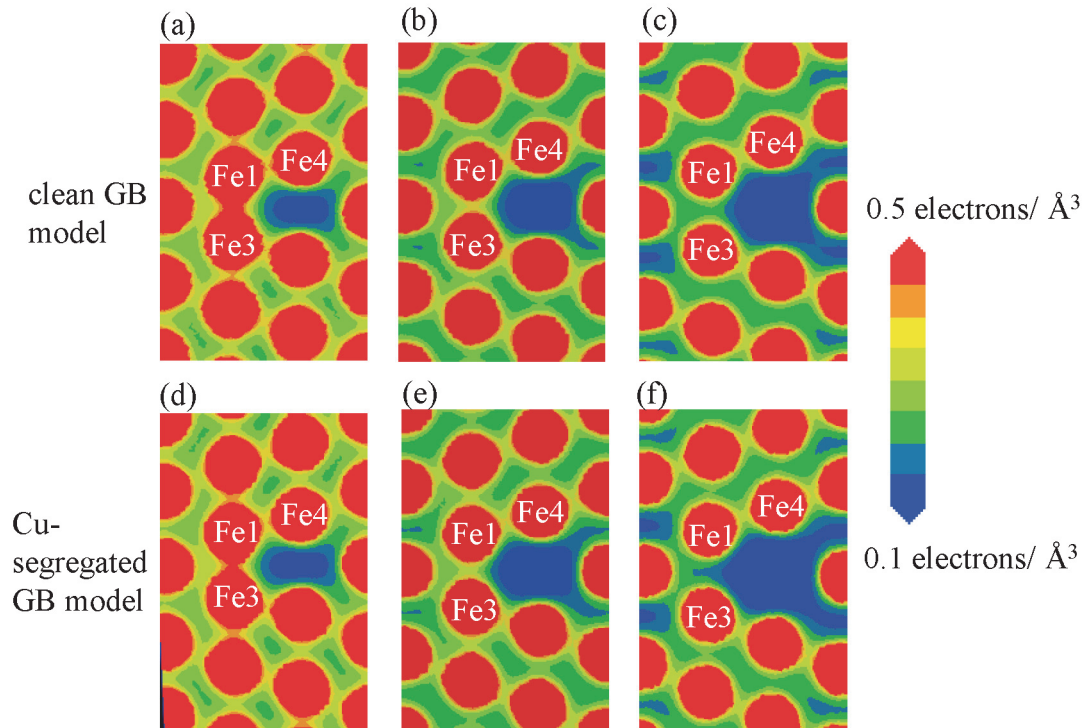 (a) (b) (c)
clean GB
model
Fe1 Fe4
Fe3
Fe1 Fe4
Fe3
Fe1 Fe4
Fe3
0.5 electrons/ Å³
(d) (e) (f)
Cu-
segregated
GB model
Fe1 Fe4
Fe3
Fe1 Fe4
Fe3
Fe1 Fe4
Fe3
0.1 electrons/ Å³